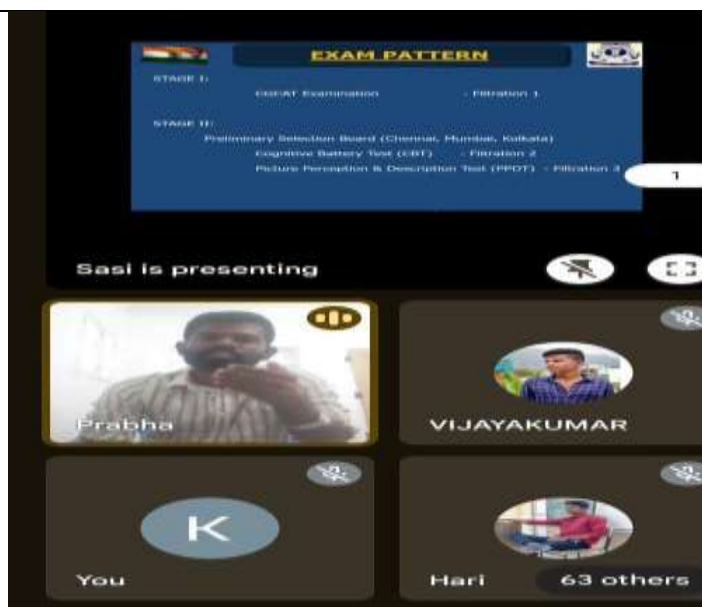 EXAM PATTERN
STAGE I:
CGCAT Examination - Filtration 1
STAGE II:
Preliminary Selection Board (Chennai, Mumbai, Kolkata)
Cognitive Battery Test (CBT) - Filtration 2
Picture Perception & Description Test (PPDT) - Filtration 3
1
Sasi is presenting
Prabha
VIJAYAKUMAR
K
You
Hari
63 others